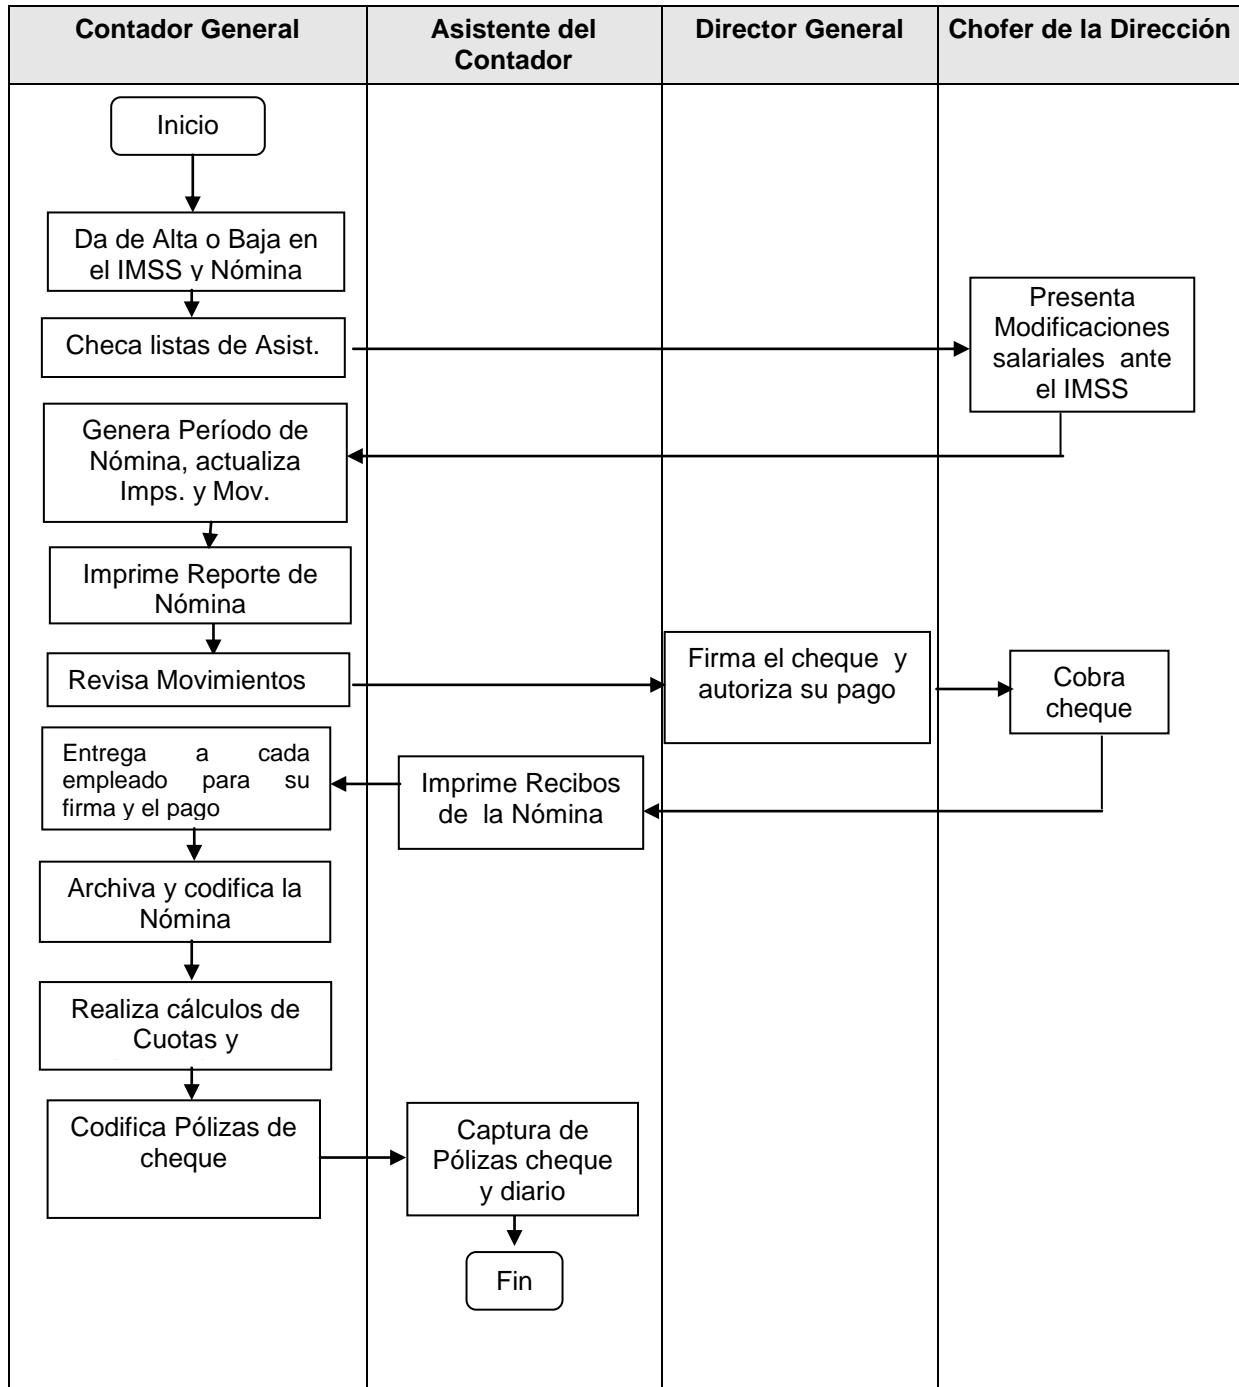 Contador General
Asistente del
Contador
Director General
Chofer de la Dirección
Inicio
Da de Alta o Baja en
el IMSS y Nómina
Checa listas de Asist.
Presenta
Modificaciones
salariales ante
el IMSS
Genera Período de
Nómina, actualiza
Imps. y Mov.
Imprime Reporte de
Nómina
Revisa Movimientos
Firma el cheque y
autoriza su pago
Cobra
cheque
Entrega a cada
empleado para su
firma y el pago
Imprime Recibos
de la Nómina
Archiva y codifica la
Nómina
Realiza cálculos de
Cuotas y
Codifica Pólizas de
cheque
Captura de
Pólizas cheque
y diario
Fin